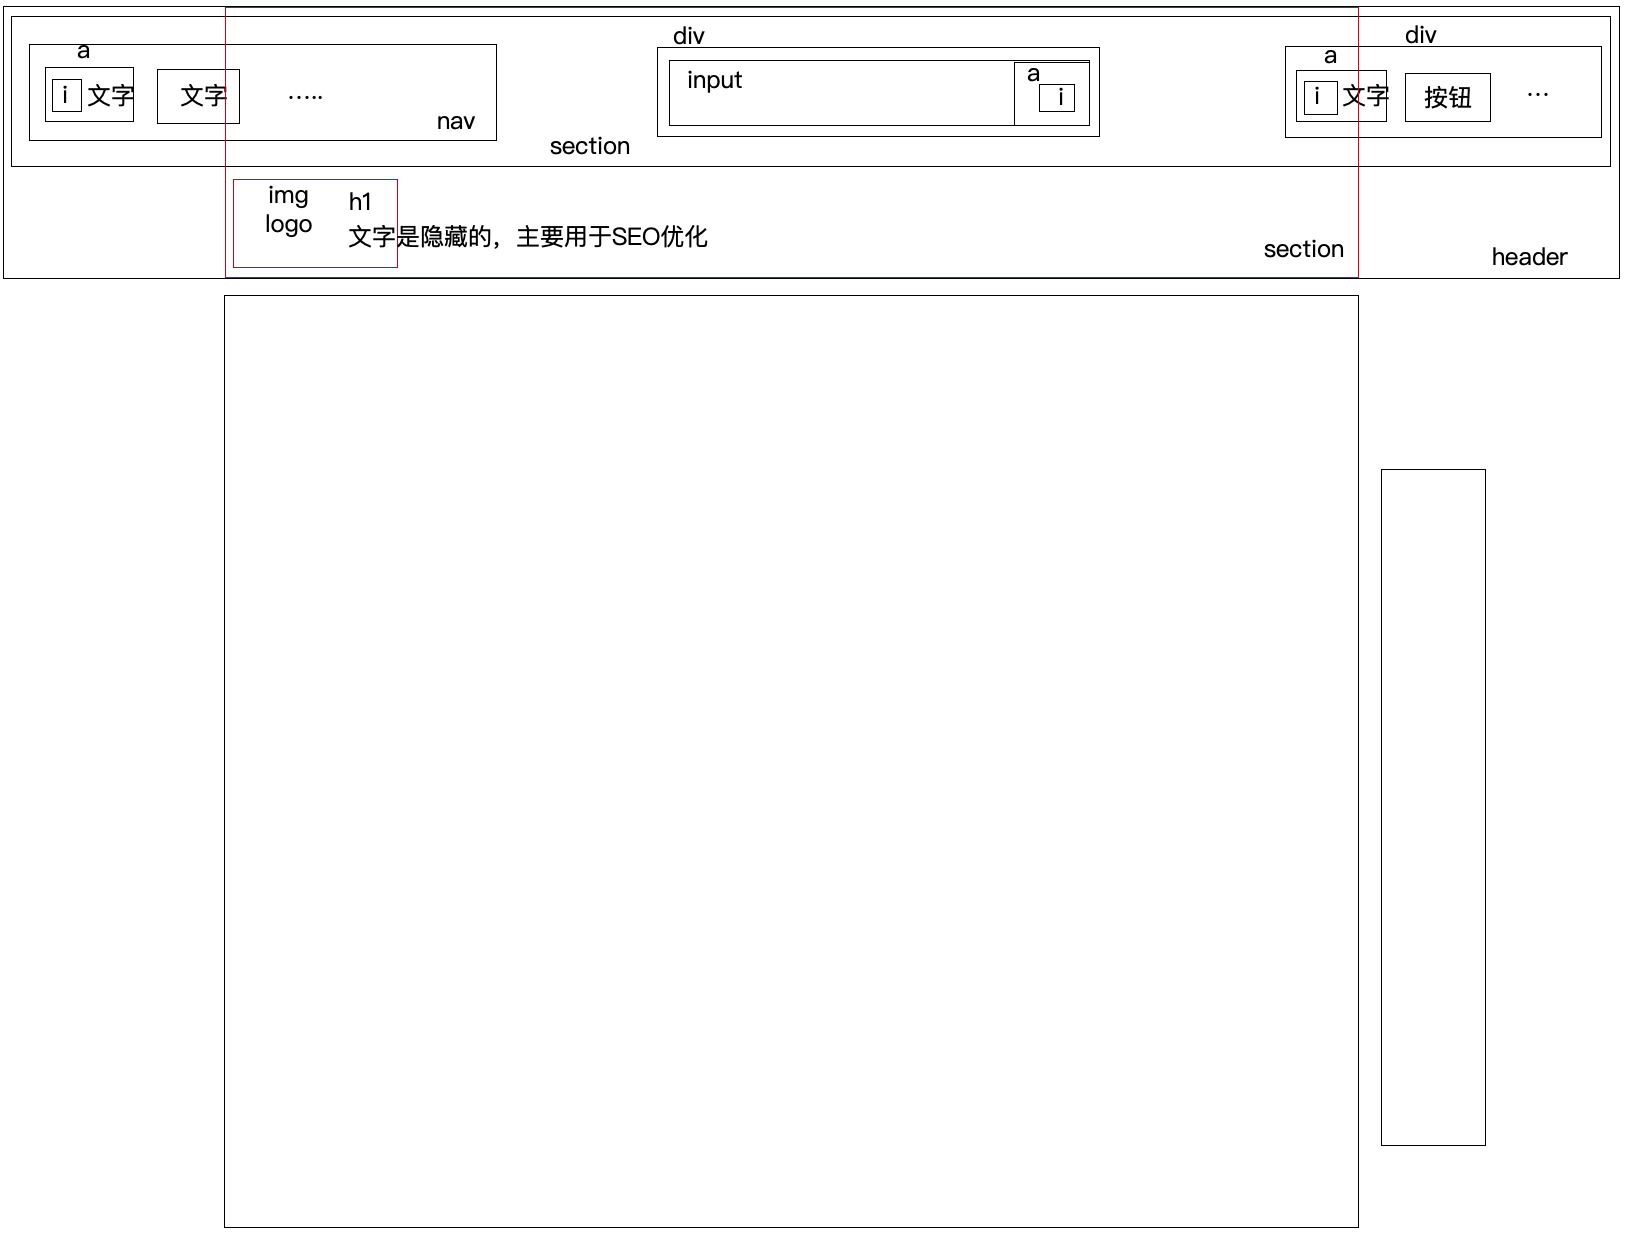 a
i 文字
文字
…..
nav
section
div
input
a
i
div
a
i 文字
按钮
…
img
logo
h1
文字是隐藏的，主要用于SEO优化
section
header